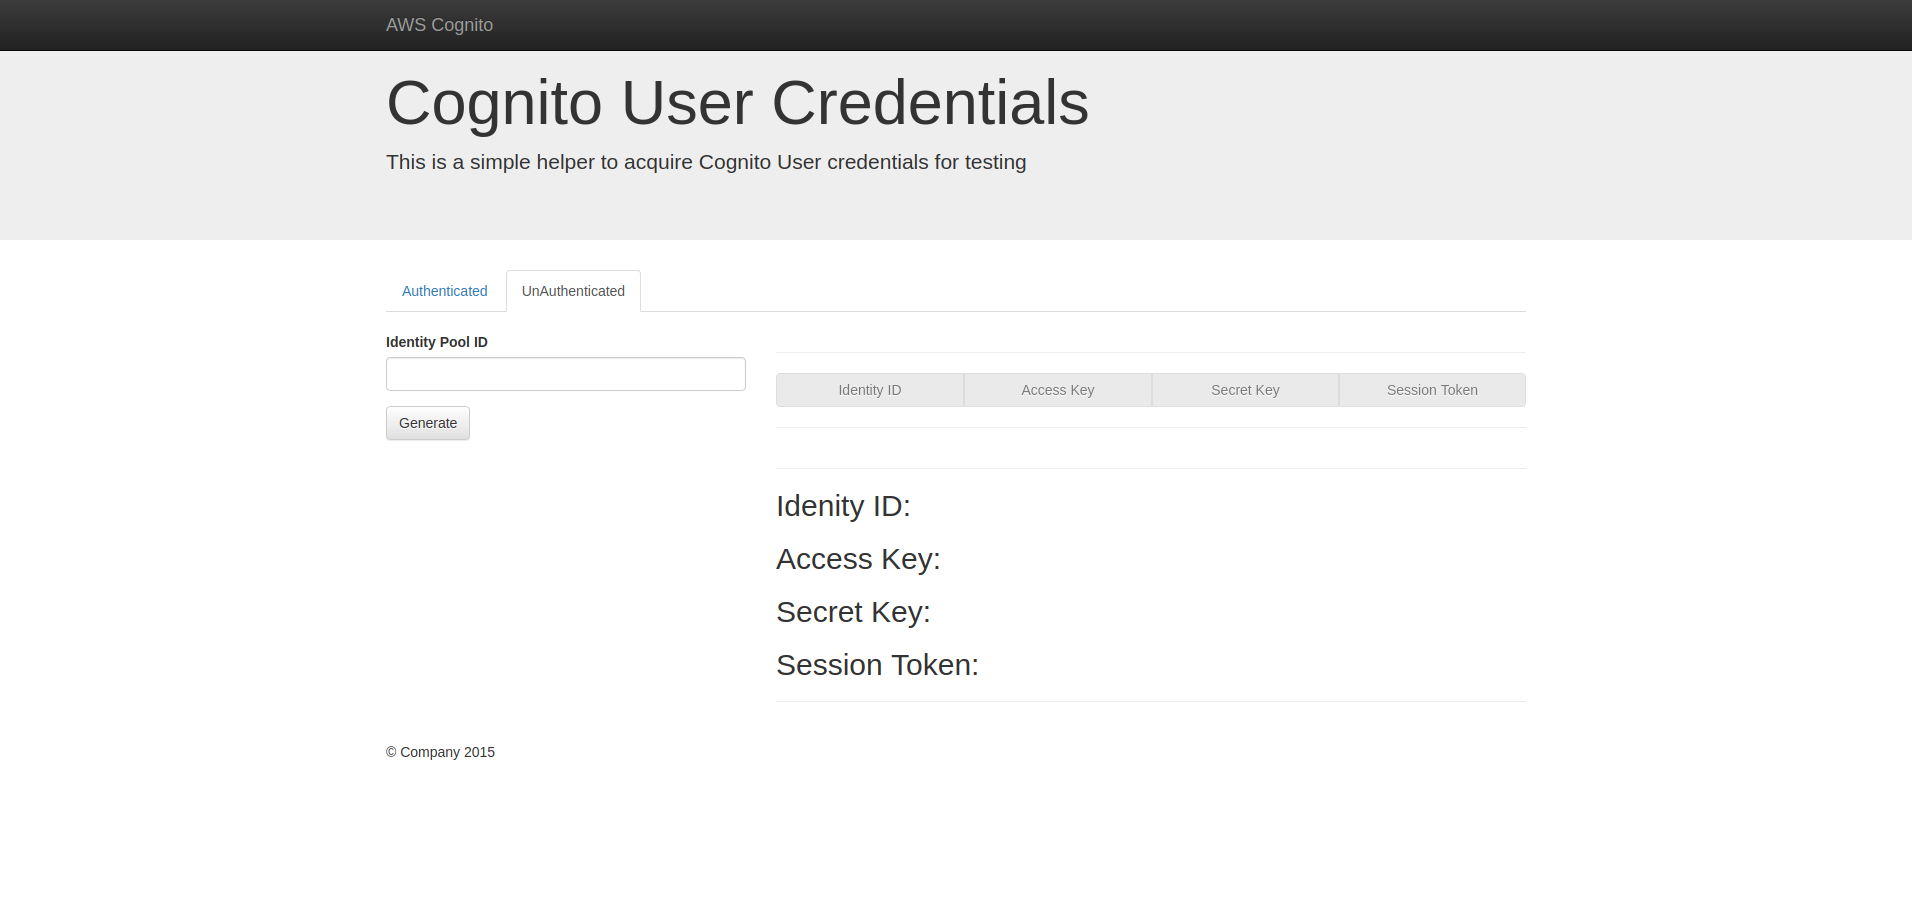 AWS Cognito
Cognito User Credentials
This is a simple helper to acquire Cognito User credentials for testing
Authenticated
UnAuthenticated
Identity Pool ID
Generate
Identity ID
Access Key
Secret Key
Session Token
Idenity ID:
Access Key:
Secret Key:
Session Token:
© Company 2015